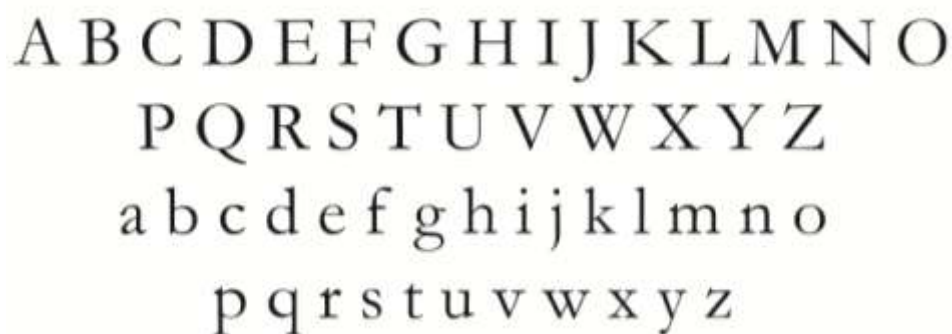 A B C D E F G H I J K L M N O
P Q R S T U V W X Y Z
a b c d e f g h i j k l m n o
p q r s t u v w x y z